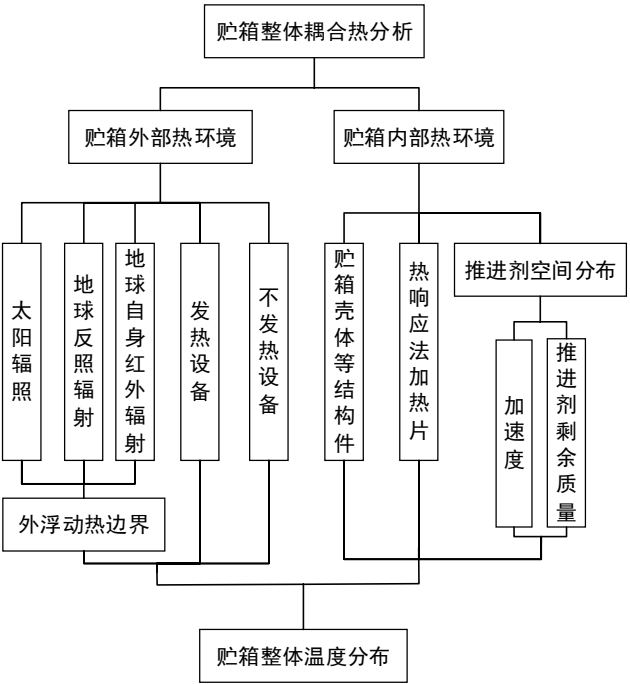 贮箱整体耦合热分析
贮箱外部热环境
贮箱内部热环境
太阳辐照
地球反照辐射
地球自身红外辐射
发热设备
不发热设备
贮箱壳体等结构件
热响应法加热片
推进剂空间分布
加速度
推进剂剩余质量
外浮动热边界
贮箱整体温度分布